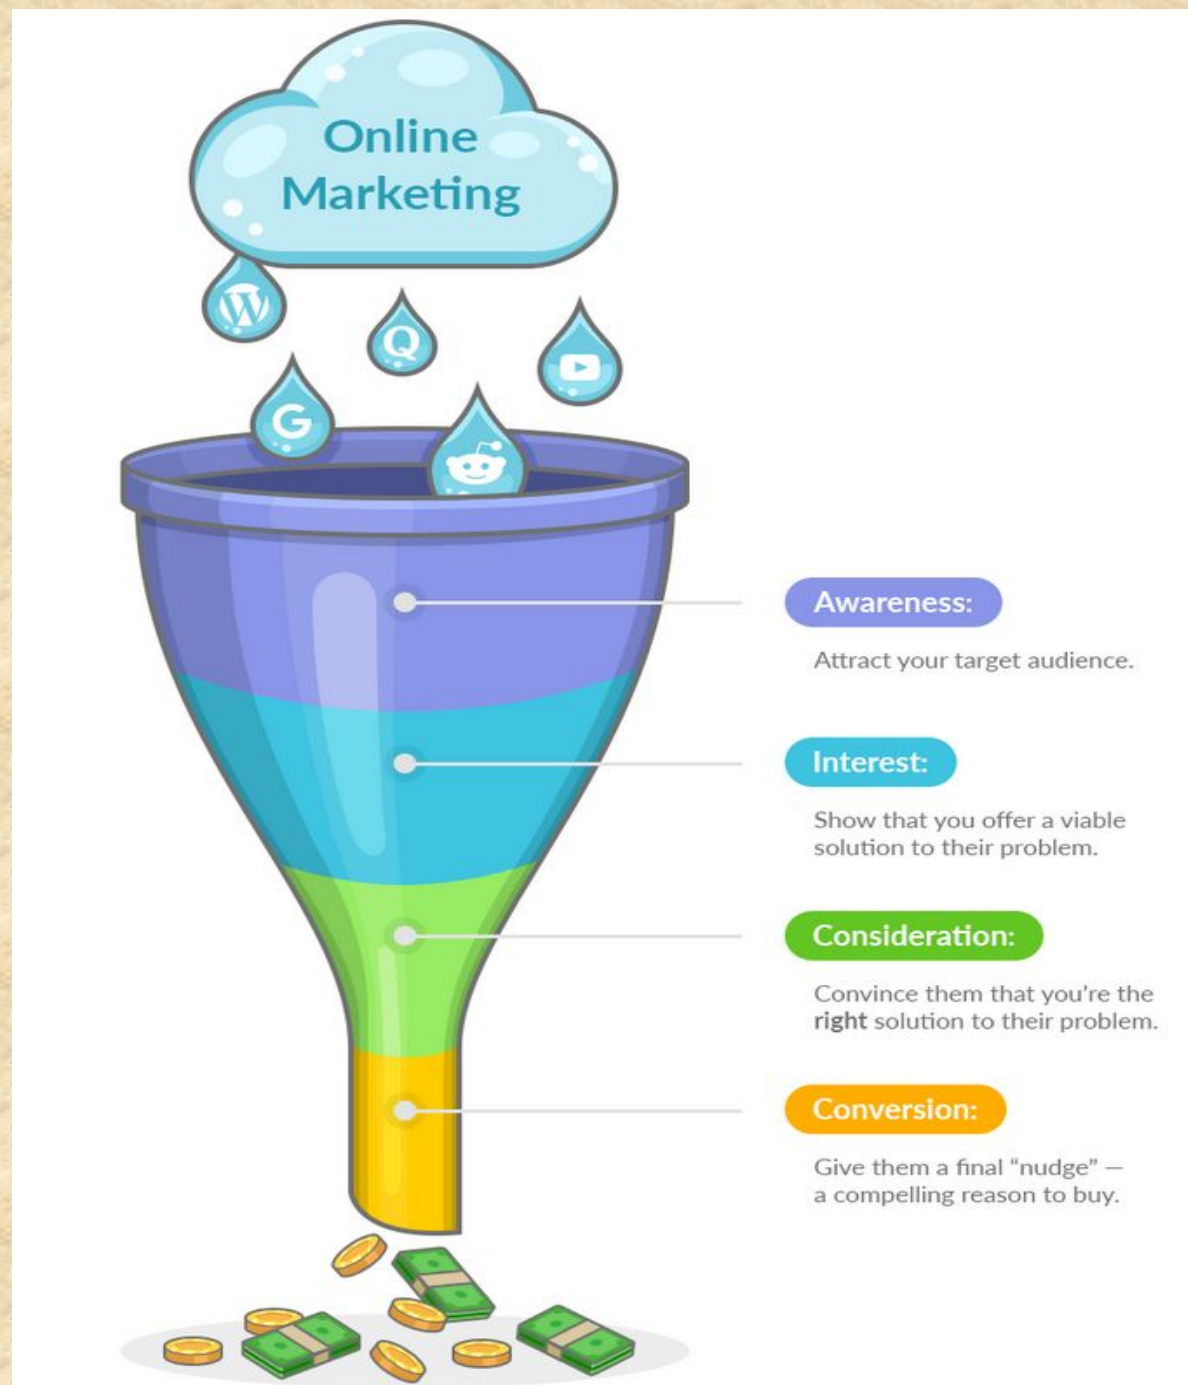 Online
Marketing
W
Q
G
Awareness:
Attract your target audience.
Interest:
Show that you offer a viable
solution to their problem.
Consideration:
Convince them that you're the
right solution to their problem.
Conversion:
Give them a final “nudge” —
a compelling reason to buy.